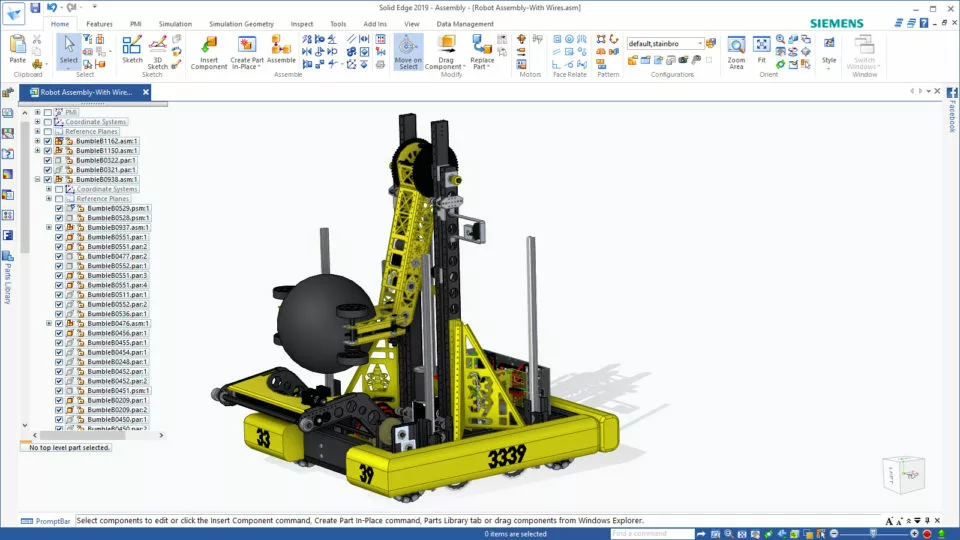 Solid Edge 2019 - Assembly - [Robot Assembly-With Wires.asm]
Home Features PMI Simulation Simulation Geometry Inspect Tools Add Ins View Data Management
SIEMENS
Paste
Clipboard
Select
Select
Sketch
3D Sketch
Sketch
Insert Component
Create Part In-Place
Assemble
Assemble
Move on Select
Drag Component
Replace Part
Modify
Motors
Face Relate
Pattern
default,stainbro
Configurations
Zoom Area
Fit
Orient
Style
Switch Windows
Window
Robot Assembly-With Wire...
PMI
Coordinate Systems
Reference Planes
BumbleB1162.asm:1
BumbleB1150.asm:1
BumbleB0322.par:1
BumbleB0321.par:1
BumbleB0938.asm:1
Coordinate Systems
Reference Planes
BumbleB0529.psm:1
BumbleB0528.psm:1
BumbleB0937.asm:1
BumbleB0551.par:1
BumbleB0551.par:2
BumbleB0477.par:2
BumbleB0552.par:1
BumbleB0551.par:3
BumbleB0551.par:4
BumbleB0511.par:1
BumbleB0552.par:2
BumbleB0536.par:1
BumbleB0476.asm:1
BumbleB0456.par:1
BumbleB0455.par:1
BumbleB0454.par:1
BumbleB0248.par:1
BumbleB0452.par:1
BumbleB0452.par:2
BumbleB0451.psm:1
BumbleB0209.par:1
BumbleB0209.par:2
BumbleB0450.par:1
BumbleB0450.par:2
No top level part selected.
Parts Library
Facebook
33
39
3339
LEFT
PromptBar
Select components to edit or click the Insert Component command, Create Part In-Place command, Parts Library tab or drag components from Windows Explorer.
0 items are selected
Find a command